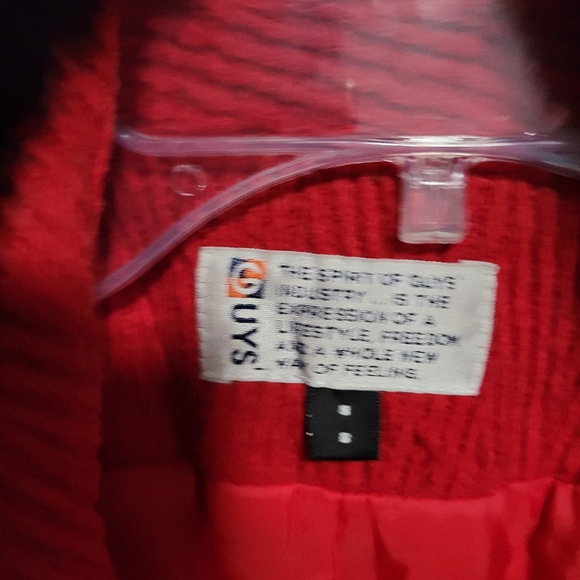 GUYS
THE SPIRIT OF GUYS
INDUSTRY ... IS THE
EXPRESSION OF A
LIFESTYLE, FREEDOM
AND A WHOLE NEW
WAY OF FEELING.